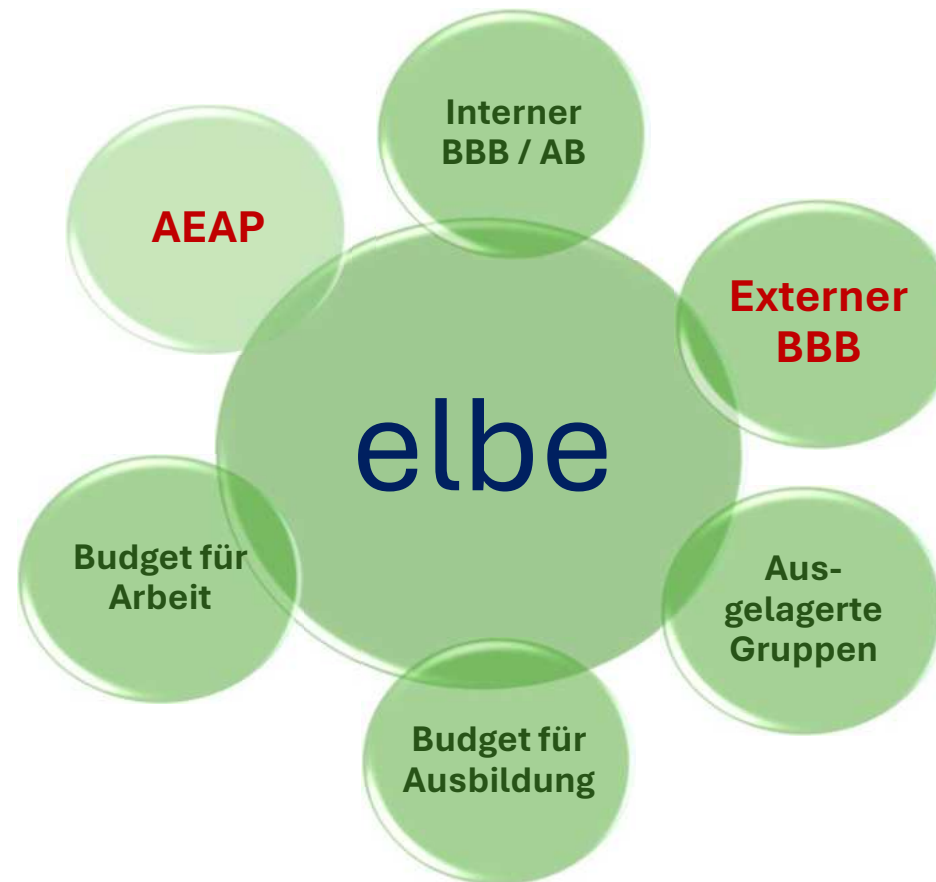 Interner
BBB / AB
AEAP
Externer
BBB
elbe
Budget für
Arbeit
Aus-
gelagerte
Gruppen
Budget für
Ausbildung